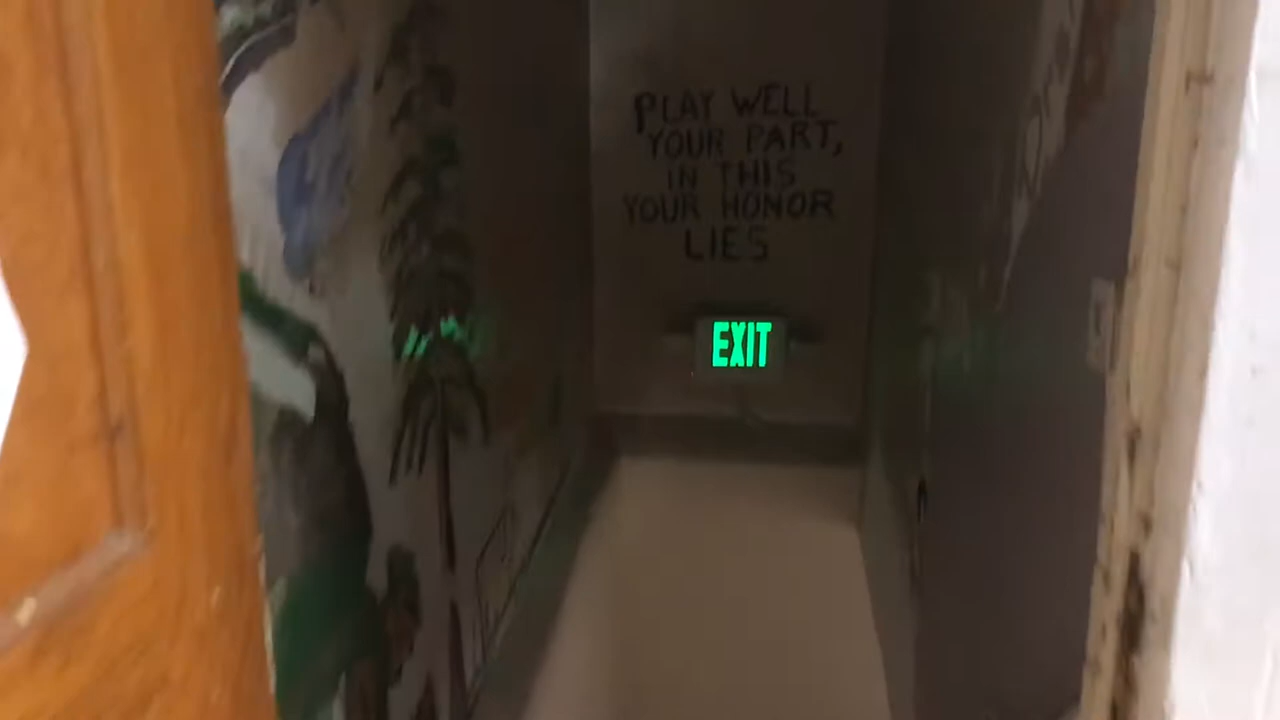 PLAY WELL
YOUR PART,
IN THIS
YOUR HONOR
LIES
EXIT